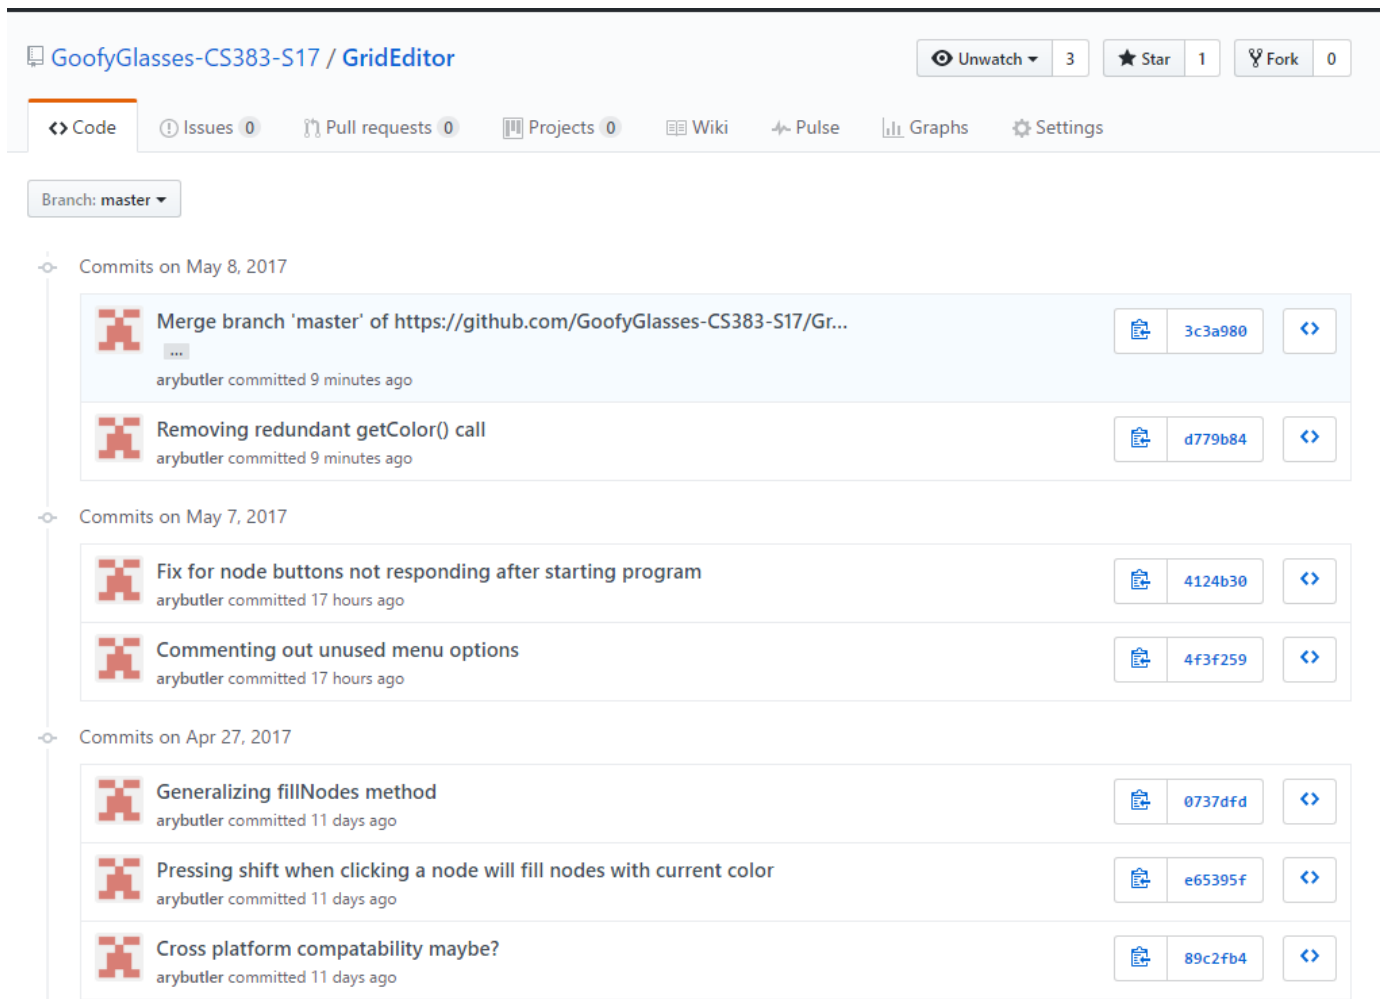 GoofyGlasses-CS383-S17 / GridEditor
Unwatch 3 Star 1 Fork 0
Code Issues 0 Pull requests 0 Projects 0 Wiki Pulse Graphs Settings
Branch: master
Commits on May 8, 2017
Merge branch 'master' of https://github.com/GoofyGlasses-CS383-S17/Gr...
3c3a980
...
arybutler committed 9 minutes ago
Removing redundant getColor() call
d779b84
arybutler committed 9 minutes ago
Commits on May 7, 2017
Fix for node buttons not responding after starting program
4124b30
arybutler committed 17 hours ago
Commenting out unused menu options
4f3f259
arybutler committed 17 hours ago
Commits on Apr 27, 2017
Generalizing fillNodes method
0737dfd
arybutler committed 11 days ago
Pressing shift when clicking a node will fill nodes with current color
e65395f
arybutler committed 11 days ago
Cross platform compatability maybe?
89c2fb4
arybutler committed 11 days ago